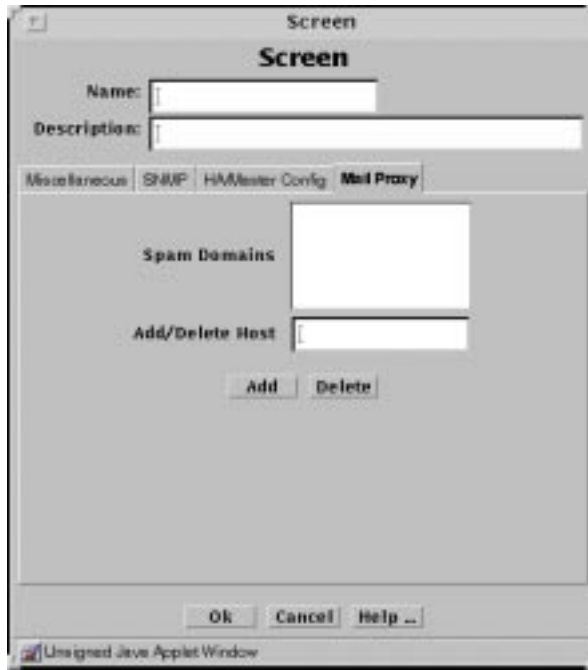 Screen
Screen
Name:
Description:
Miscellaneous SNMP HA/Master Config Mail Proxy
Spam Domains
Add/Delete Host
Add Delete
Ok Cancel Help ...
Unsigned Java Applet Window